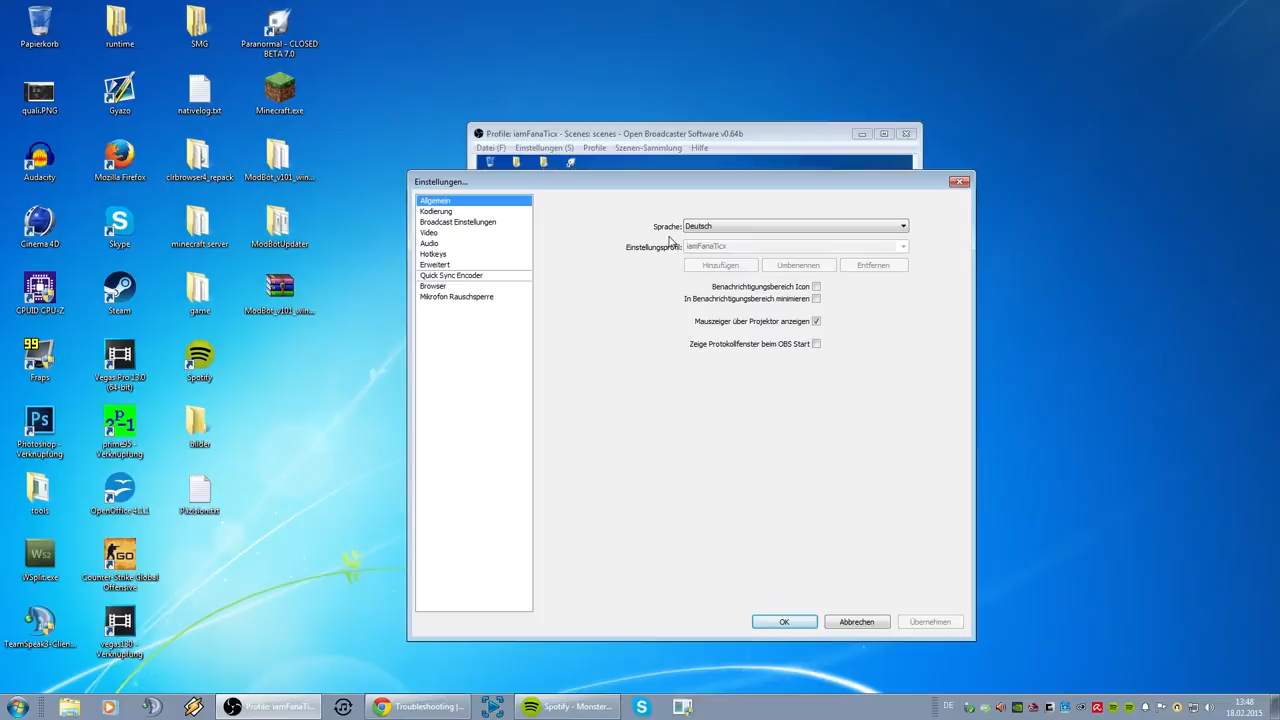 Papierkorb
runtime
SMG
Paranormal - CLOSED
BETA 7.0
quali.PNG
Gyazo
nativelog.txt
Minecraft.exe
Audacity
Mozilla Firefox
clrbrowser4_repack
ModBot_v101_win...
Cinema 4D
Skype
minecraft server
ModBotUpdater
CPUID CPU-Z
Steam
game
ModBot_v101_win...
99
Fraps
Vegas Pro 13.0
(64-bit)
Spotify
Photoshop -
Verknüpfung
prime95 -
Verknüpfung
bilder
tools
OpenOffice 4.1.1
Pazision.txt
WSplit.exe
Counter-Strike Global
Offensive
TeamSpeak3-Clien...
vegas130 -
Verknüpfung
Profile: iamFanaTicx - Scenes: scenes - Open Broadcaster Software v0.64b
Datei (F)
Einstellungen (S)
Profile
Szenen-Sammlung
Hilfe
Einstellungen...
Allgemein
Kodierung
Broadcast Einstellungen
Video
Audio
Hotkeys
Erweitert
Quick Sync Encoder
Browser
Mikrofon Rauschsperre
Sprache: Deutsch
Einstellungsprofil: iamFanaTicx
Hinzufügen
Umbenennen
Entfernen
Benachrichtigungsbereich Icon
In Benachrichtigungsbereich minimieren
Mauszeiger über Projektor anzeigen
Zeige Protokollfenster beim OBS Start
OK
Abbrechen
Übernehmen
Profile: iamFanaTi...
Troubleshooting |...
Spotify - Monster...
DE
13:48
18.02.2015